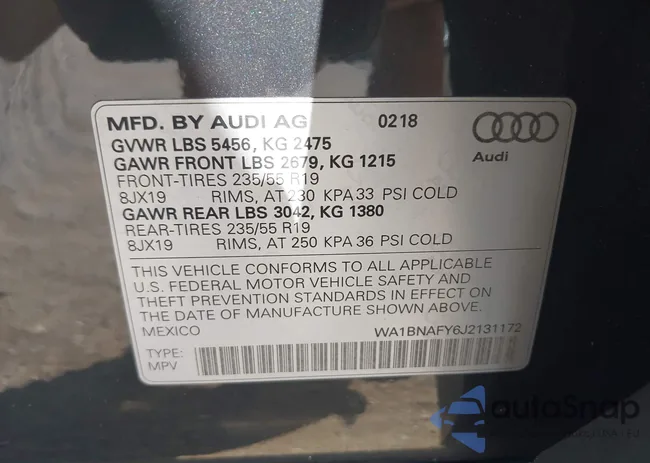 MFD. BY AUDI AG 0218
Audi
GVWR LBS 5456, KG 2475
GAWR FRONT LBS 2679, KG 1215
FRONT-TIRES 235/55 R19
8JX19 RIMS, AT 230 KPA 33 PSI COLD
GAWR REAR LBS 3042, KG 1380
REAR-TIRES 235/55 R19
8JX19 RIMS, AT 250 KPA 36 PSI COLD
THIS VEHICLE CONFORMS TO ALL APPLICABLE
U.S. FEDERAL MOTOR VEHICLE SAFETY AND
THEFT PREVENTION STANDARDS IN EFFECT ON
THE DATE OF MANUFACTURE SHOWN ABOVE.
MEXICO WA1BNAFY6J2131172
TYPE:
MPV
autoSnap